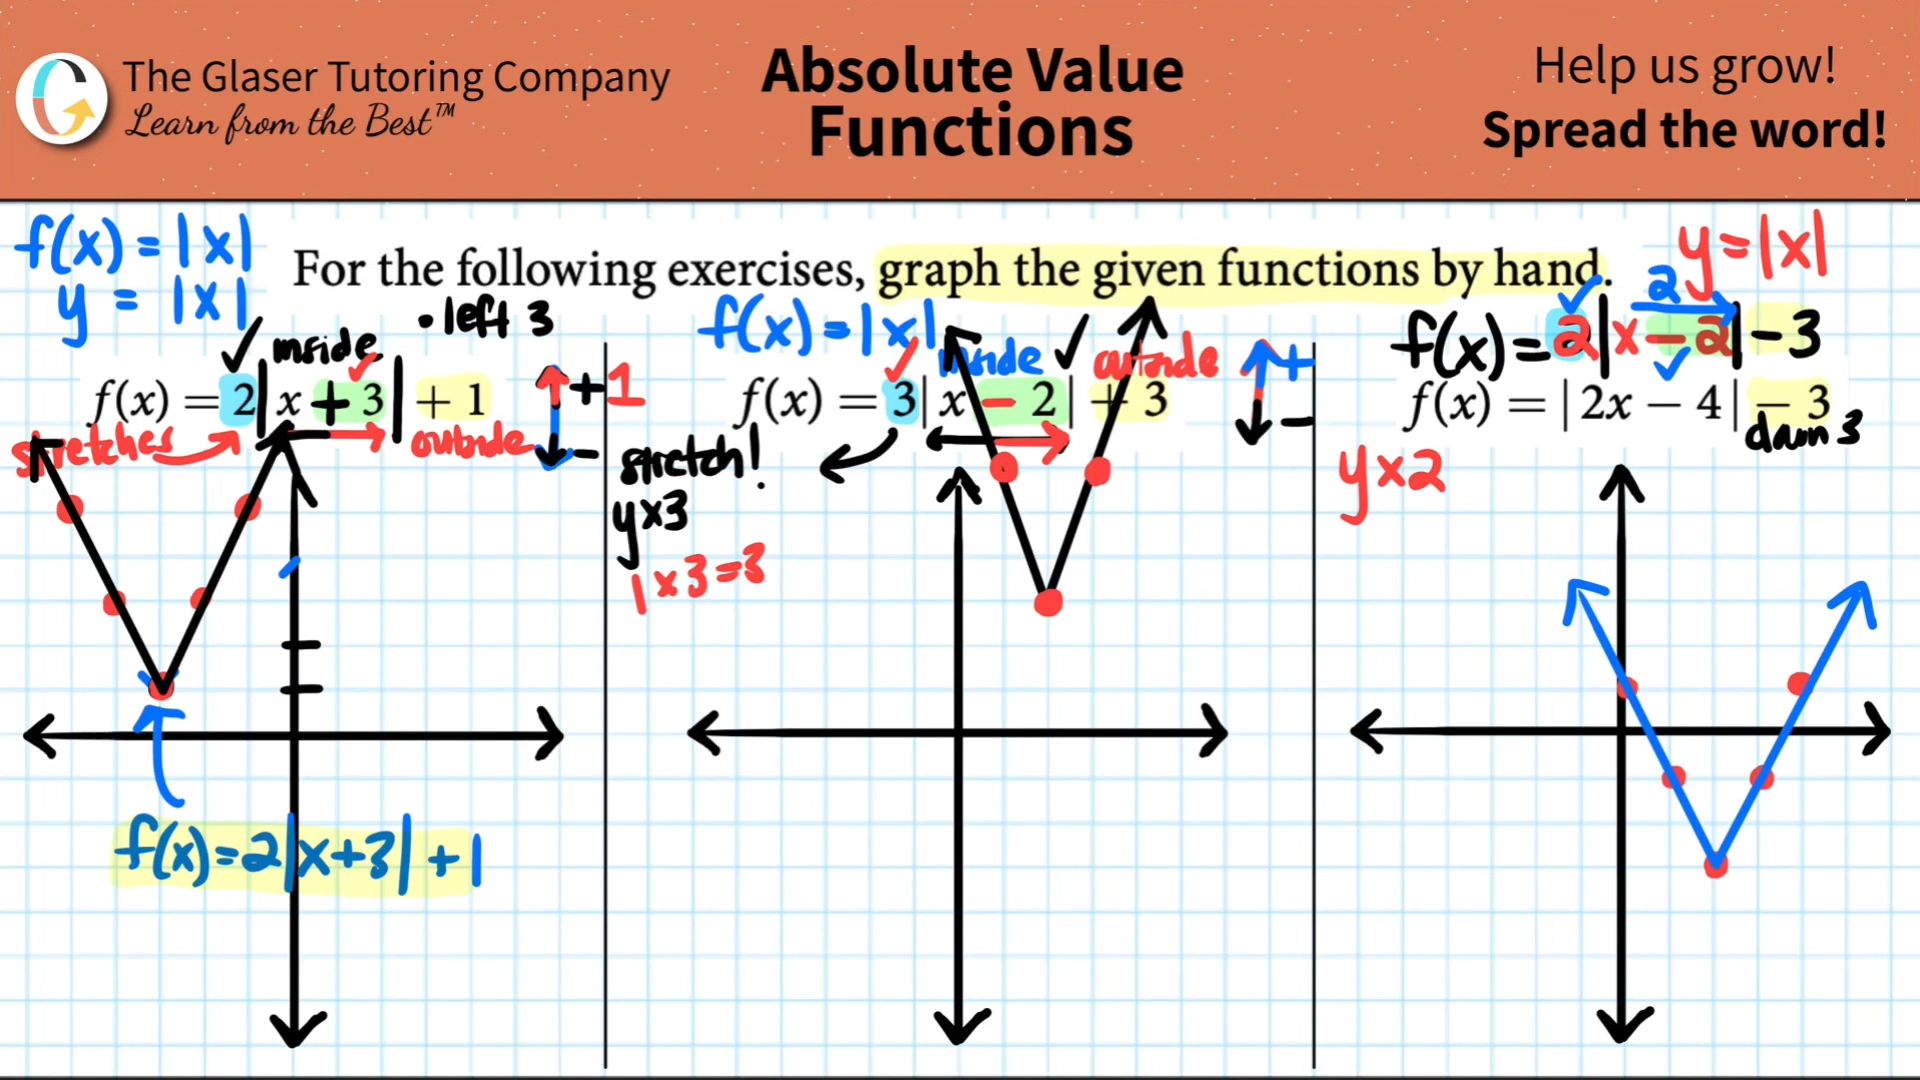 The Glaser Tutoring Company
Learn from the Best™
Absolute Value
Functions
Help us grow!
Spread the word!
f(x) = |x|
y = |x|
For the following exercises, graph the given functions by hand.
y = |x|
inside
• left 3
f(x) = 2|x + 3| + 1
stretches
outside
+1
−
f(x) = 2|x+3| + 1
f(x) = |x|
inside
outside
f(x) = 3|x − 2| + 3
+
−
stretch!
y×3
1×3=3
2
f(x) = 2|x − 2| − 3
f(x) = |2x − 4| − 3
down 3
y×2